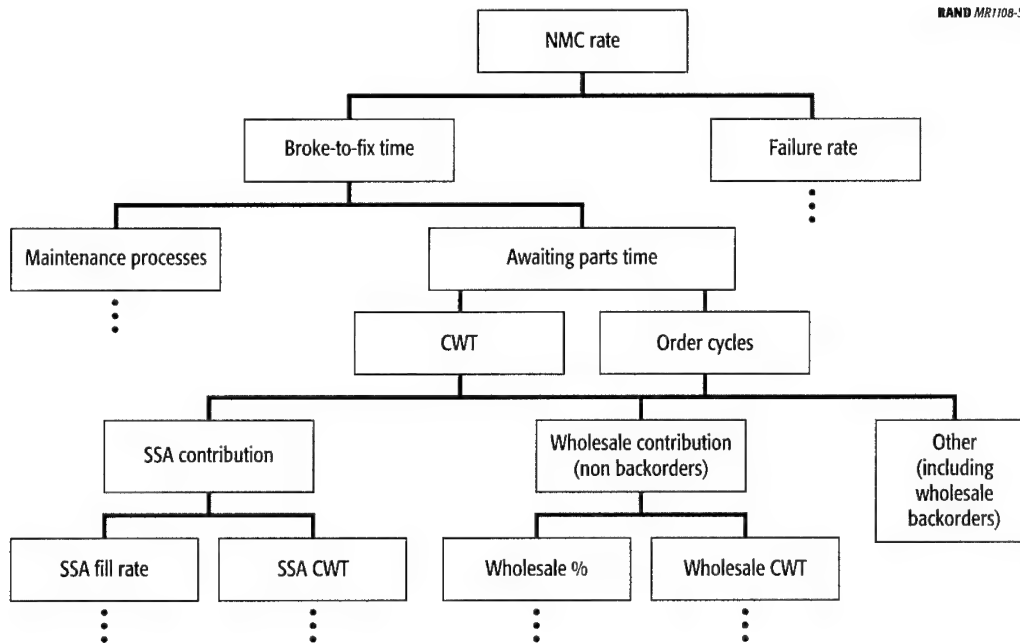 RAND MR1108-5
NMC rate
Broke-to-fix time
Failure rate
Maintenance processes
Awaiting parts time
CWT
Order cycles
SSA contribution
Wholesale contribution
(non backorders)
Other
(including
wholesale
backorders)
SSA fill rate
SSA CWT
Wholesale %
Wholesale CWT